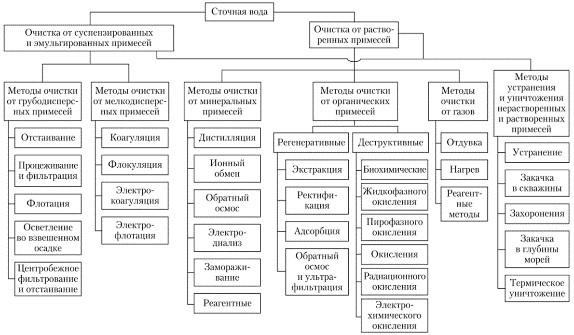 Сточная вода
Очистка от суспензированных
и эмульгированных примесей
Очистка от раство-
ренных примесей
Методы очистки
от грубодисперс-
ных примесей
Методы очистки
от мелкодисперс-
ных примесей
Методы очистки
от минеральных
примесей
Методы очистки
от органических
примесей
Методы
очистки
от газов
Методы
устранения
и уничтожения
нерастворенных
и растворенных
примесей
Отстаивание
Процеживание
и фильтрация
Флотация
Осветление
во взвешенном
осадке
Центробежное
фильтрование
и отстаивание
Коагуляция
Флокуляция
Электро-
коагуляция
Электро-
флотация
Дистилляция
Ионный
обмен
Обратный
осмос
Электро-
диализ
Заморажи-
вание
Реагентные
Регенеративные
Экстракция
Ректифи-
кация
Адсорбция
Обратный
осмос
и ультра-
фильтрация
Деструктивные
Биохимические
Жидкофазного
окисления
Пирофазного
окисления
Окисления
Радиационного
окисления
Электро-
химического
окисления
Отдувка
Нагрев
Реагент-
ные
методы
Устранение
Закачка
в скважины
Захоронения
Закачка
в глубины
морей
Термическое
уничтожение